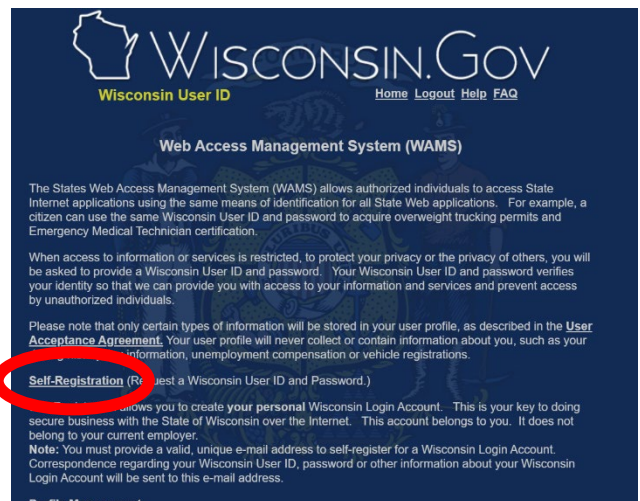 WISCONSIN.GOV
Wisconsin User ID
Home Logout Help FAQ
Web Access Management System (WAMS)
The States Web Access Management System (WAMS) allows authorized individuals to access State
Internet applications using the same means of identification for all State Web applications. For example, a
citizen can use the same Wisconsin User ID and password to acquire overweight trucking permits and
Emergency Medical Technician certification.
When access to information or services is restricted, to protect your privacy or the privacy of others, you will
be asked to provide a Wisconsin User ID and password. Your Wisconsin User ID and password verifies
your identity so that we can provide you with access to your information and services and prevent access
by unauthorized individuals.
Please note that only certain types of information will be stored in your user profile, as described in the User
Acceptance Agreement. Your user profile will never collect or contain information about you, such as your
information, unemployment compensation or vehicle registrations.
Self-Registration (Request a Wisconsin User ID and Password.)
allows you to create your personal Wisconsin Login Account. This is your key to doing
secure business with the State of Wisconsin over the Internet. This account belongs to you. It does not
belong to your current employer.
Note: You must provide a valid, unique e-mail address to self-register for a Wisconsin Login Account.
Correspondence regarding your Wisconsin User ID, password or other information about your Wisconsin
Login Account will be sent to this e-mail address.